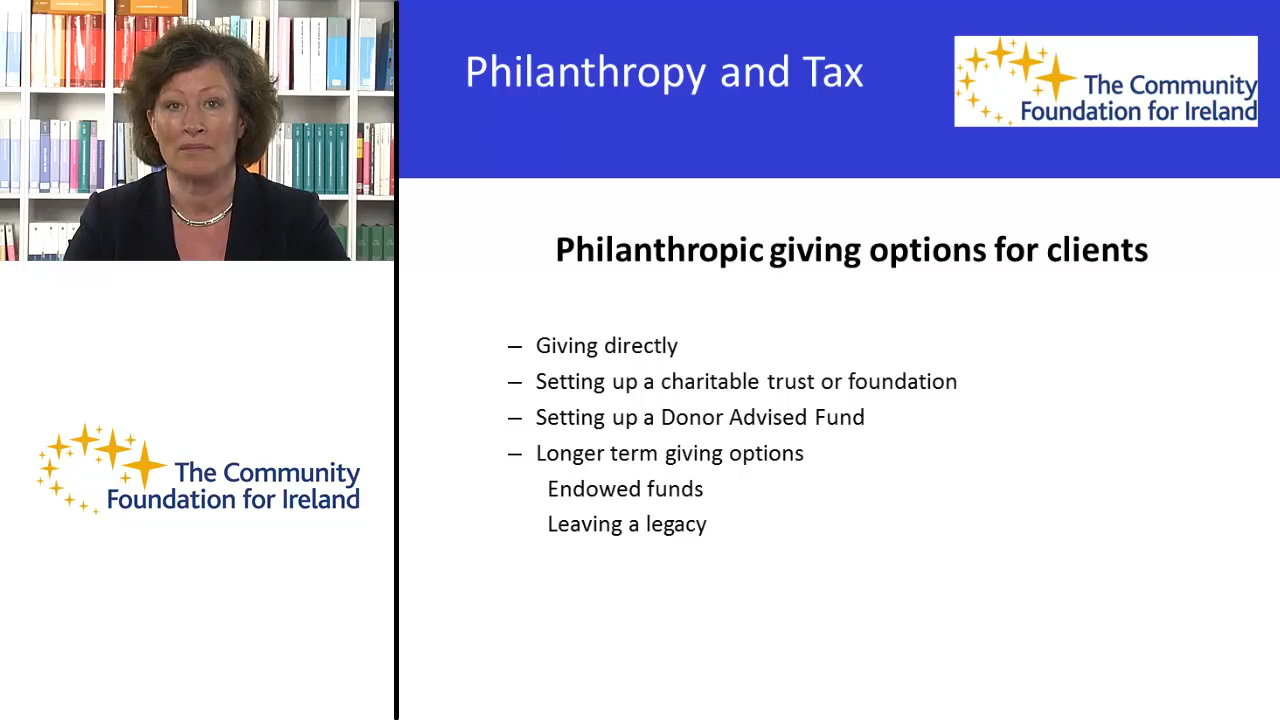 Philanthropy and Tax
The Community
Foundation for Ireland
Philanthropic giving options for clients
– Giving directly
– Setting up a charitable trust or foundation
– Setting up a Donor Advised Fund
– Longer term giving options
Endowed funds
Leaving a legacy
The Community
Foundation for Ireland